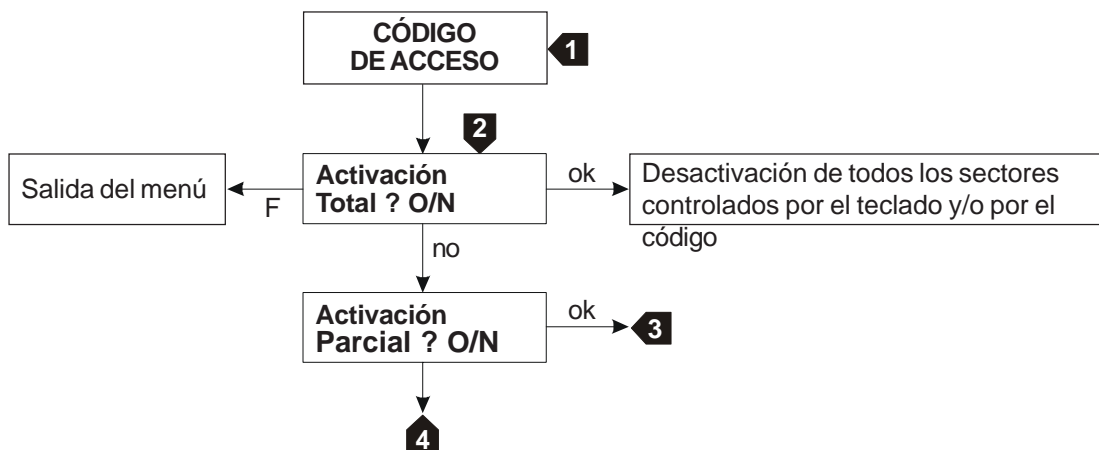 CÓDIGO
DE ACCESO
1
2
Salida del menú
F
Activación
Total ? O/N
ok
Desactivación de todos los sectores
controlados por el teclado y/o por el
código
no
Activación
Parcial ? O/N
ok
3
4